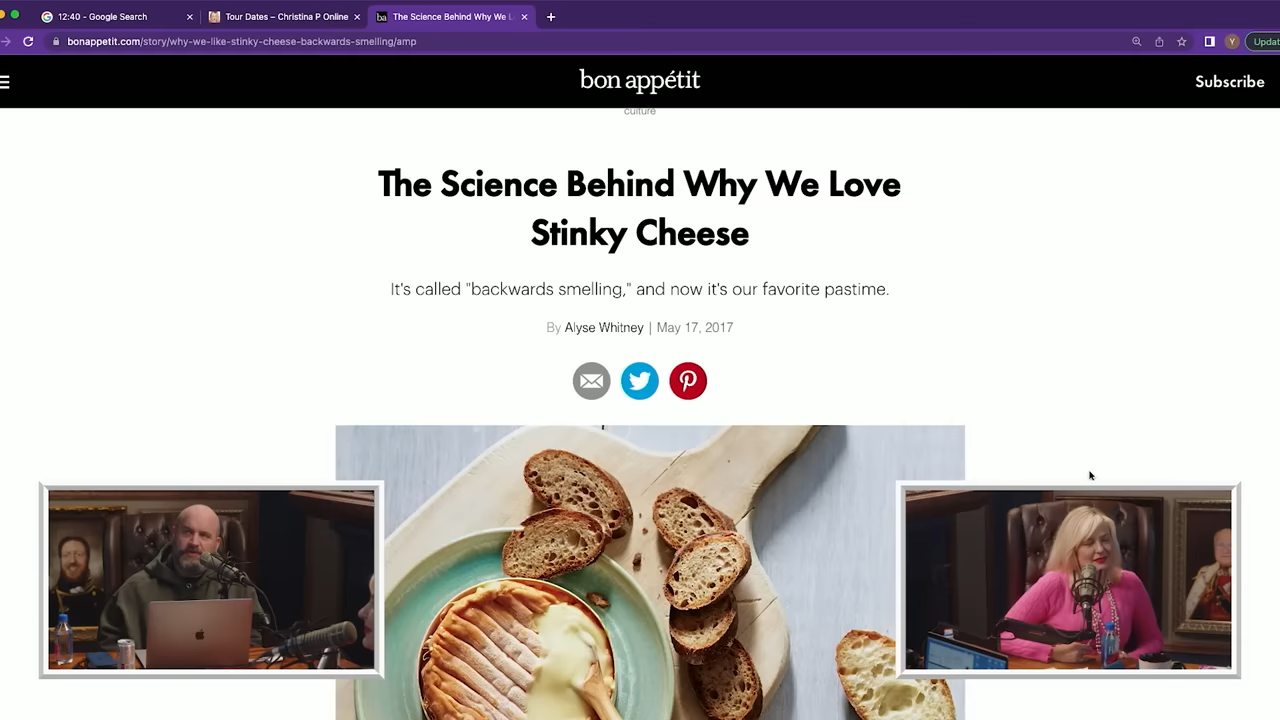 12:40 - Google Search
Tour Dates – Christina P Online
The Science Behind Why We L
bonappetit.com/story/why-we-like-stinky-cheese-backwards-smelling/amp
Y
Updat
bon appétit
Subscribe
culture
The Science Behind Why We Love
Stinky Cheese
It's called "backwards smelling," and now it's our favorite pastime.
By Alyse Whitney | May 17, 2017